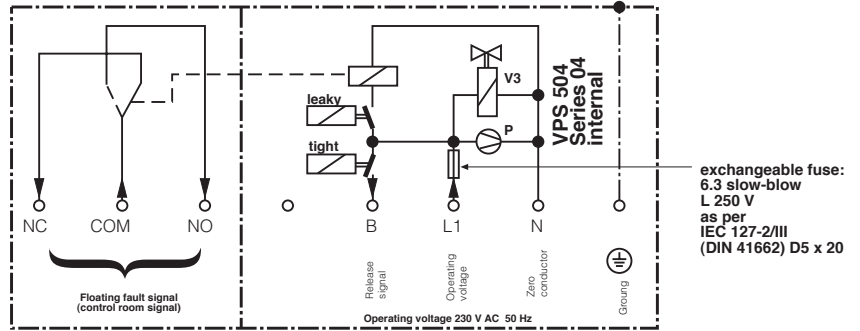 V3
VPS 504
Series 04
internal
leaky
P
tight
exchangeable fuse:
6.3 slow-blow
L 250 V
as per
IEC 127-2/III
(DIN 41662) D5 x 20
NC
COM
NO
B
L1
N
Release
signal
Operating
voltage
Zero
conductor
Groung
Floating fault signal
(control room signal)
Operating voltage 230 V AC 50 Hz